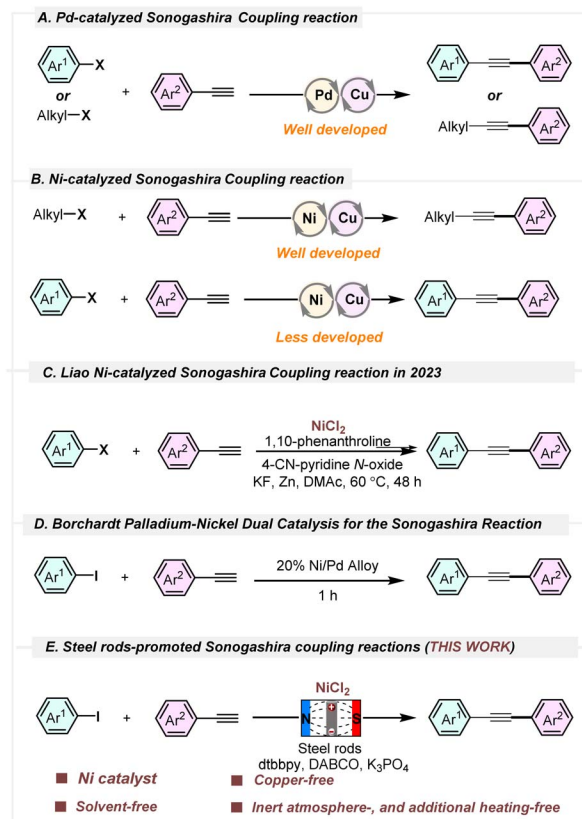 A. Pd-catalyzed Sonogashira Coupling reaction
Ar1 X
or
Alkyl—X
+
Ar2
Pd Cu
Well developed
Ar1 Ar2
or
Alkyl Ar2
B. Ni-catalyzed Sonogashira Coupling reaction
Alkyl—X + Ar2 Ni Cu Alkyl Ar2
Well developed
Ar1 X + Ar2 Ni Cu Ar1 Ar2
Less developed
C. Liao Ni-catalyzed Sonogashira Coupling reaction in 2023
NiCl2
1,10-phenanthroline
Ar1 X + Ar2 Ar1 Ar2
4-CN-pyridine N-oxide
KF, Zn, DMAc, 60 °C, 48 h
D. Borchardt Palladium-Nickel Dual Catalysis for the Sonogashira Reaction
20% Ni/Pd Alloy
Ar1 I + Ar2 Ar1 Ar2
1 h
E. Steel rods-promoted Sonogashira coupling reactions (THIS WORK)
NiCl2
Ar1 I + Ar2 N + − S Ar1 Ar2
Steel rods
dtbbpy, DABCO, K3PO4
■ Ni catalyst ■ Copper-free
■ Solvent-free ■ Inert atmosphere-, and additional heating-free